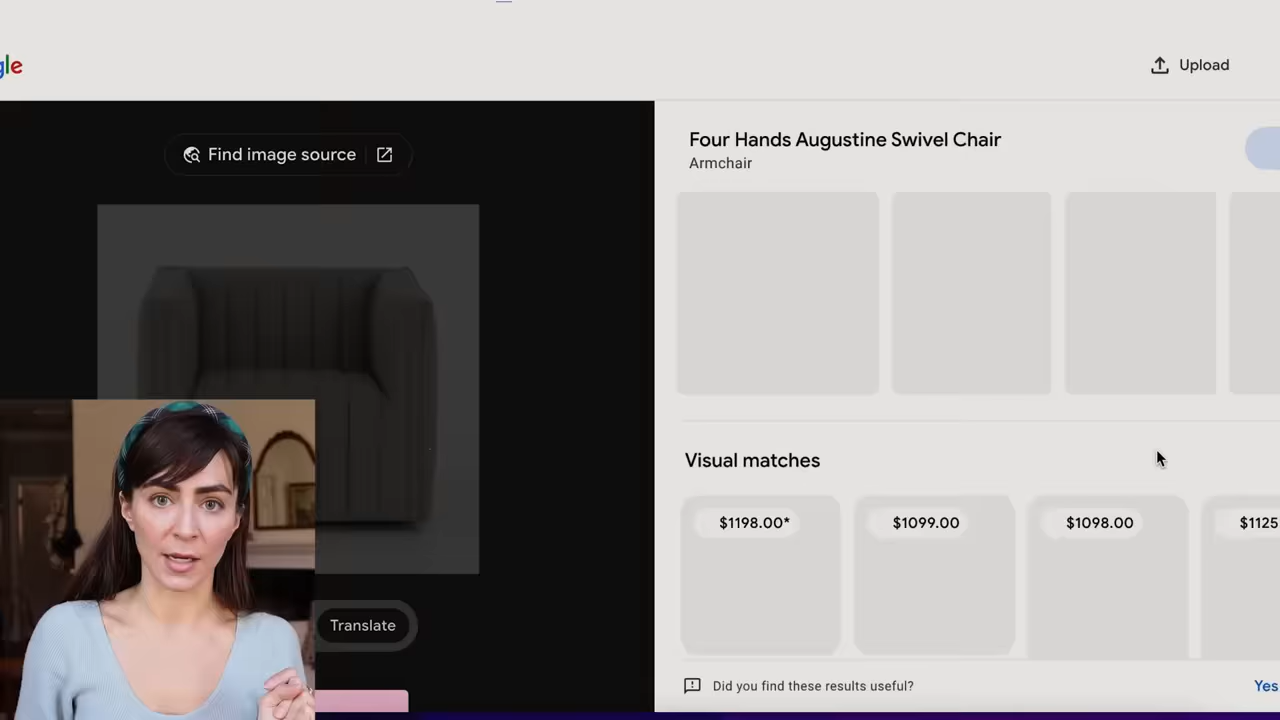 gle
Upload
Find image source
Four Hands Augustine Swivel Chair
Armchair
Visual matches
$1198.00*
$1099.00
$1098.00
$1125
Translate
Did you find these results useful?
Yes